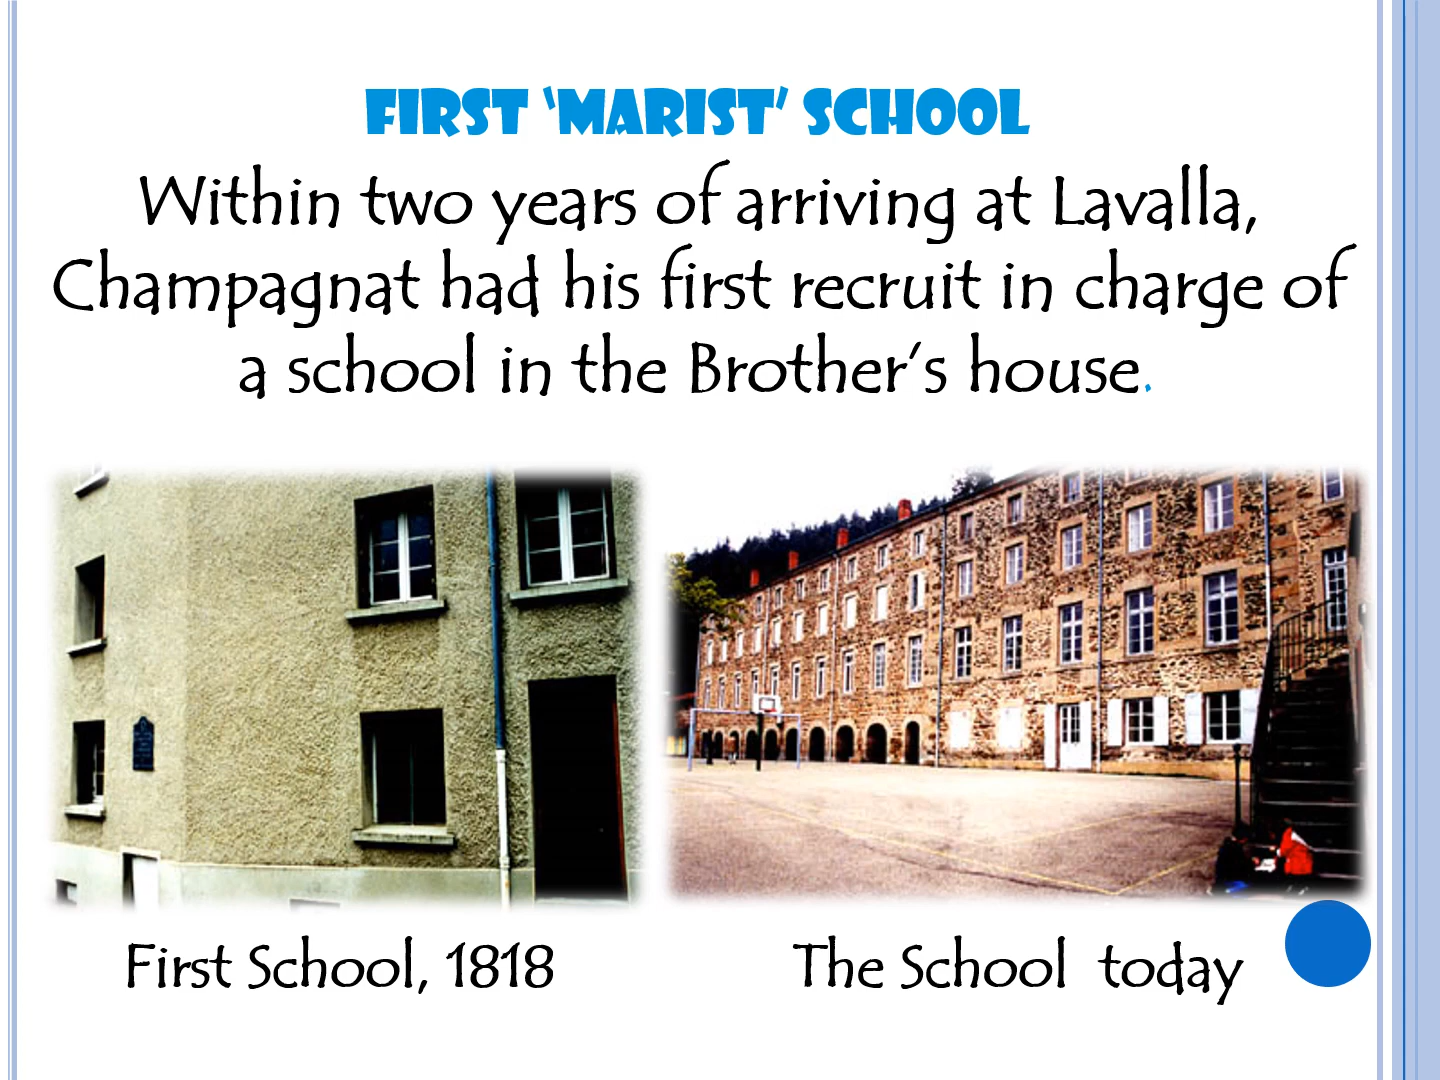 FIRST ‘MARIST’ SCHOOL
Within two years of arriving at Lavalla,
Champagnat had his first recruit in charge of
a school in the Brother’s house.
First School, 1818
The School today